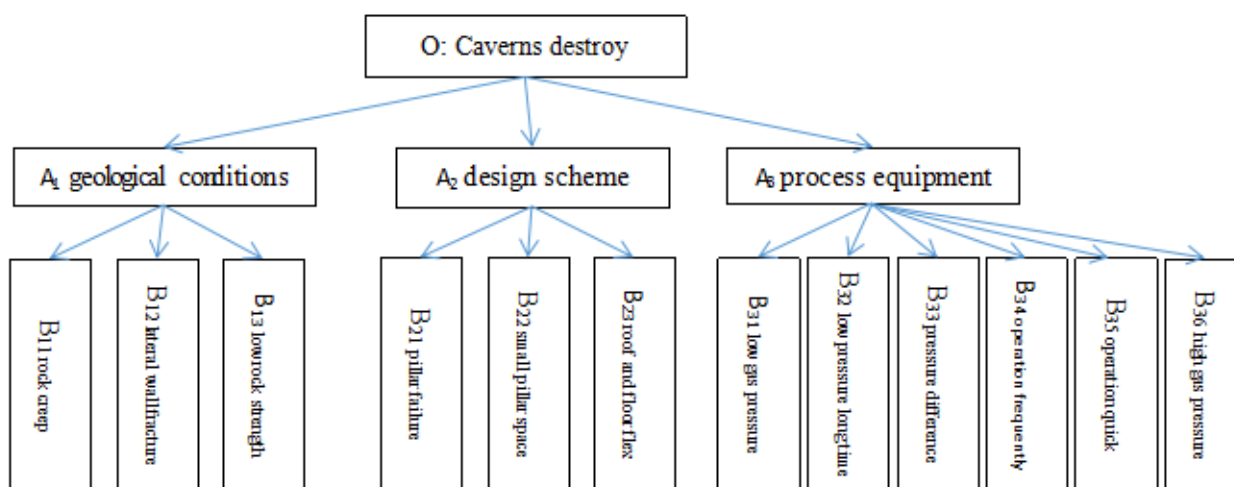 O: Caverns destroy
A₁ geological conditions
A₂ design scheme
A₃ process equipment
B₁₁ rock creep
B₁₂ lateral wall fracture
B₁₃ low rock strength
B₂₁ pillar failure
B₂₂ small pillar space
B₂₃ roof and floor flex
B₃₁ low gas pressure
B₃₂ low pressure long time
B₃₃ pressure difference
B₃₄ operation frequently
B₃₅ operation quick
B₃₆ high gas pressure